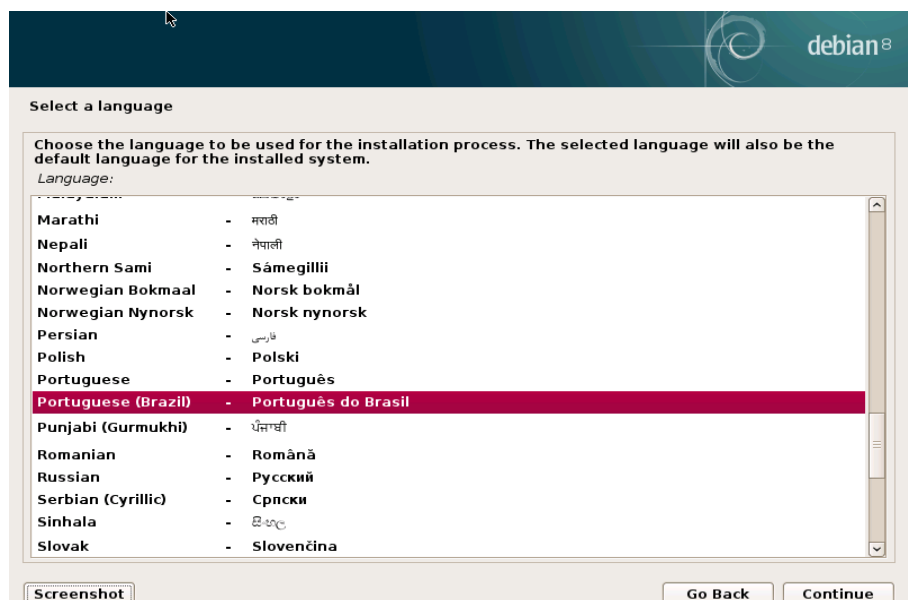 debian 8
Select a language
Choose the language to be used for the installation process. The selected language will also be the
default language for the installed system.
Language:
Marathi - मराठी
Nepali - नेपाली
Northern Sami - Sámegillii
Norwegian Bokmaal - Norsk bokmål
Norwegian Nynorsk - Norsk nynorsk
Persian - فارسی
Polish - Polski
Portuguese - Português
Portuguese (Brazil) - Português do Brasil
Punjabi (Gurmukhi) - ਪੰਜਾਬੀ
Romanian - Română
Russian - Русский
Serbian (Cyrillic) - Српски
Sinhala - සිංහල
Slovak - Slovenčina
Screenshot Go Back Continue